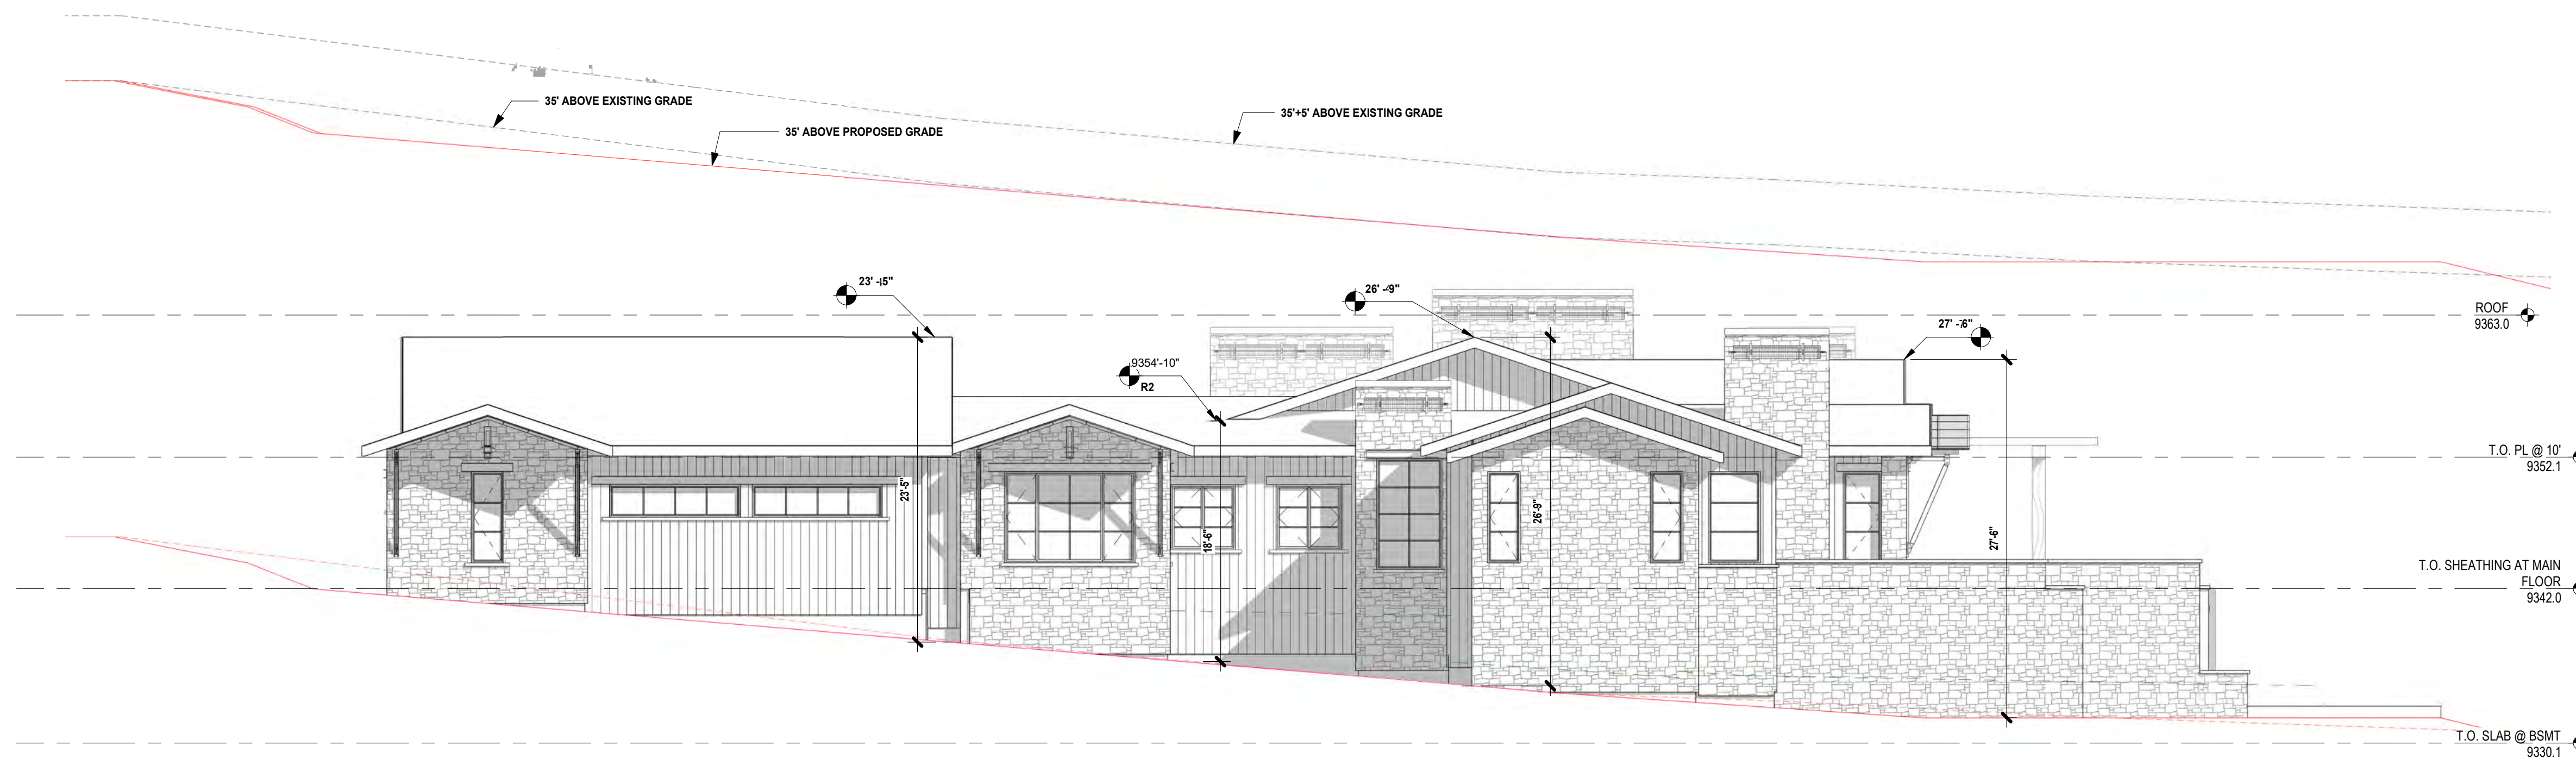 35' ABOVE EXISTING GRADE
35' ABOVE PROPOSED GRADE
35'+5' ABOVE EXISTING GRADE
23' -5"
26' -9"
27' -6"
ROOF
9363.0
9354'-10"
R2
T.O. PL @ 10'
9352.1
23'-5"
18'-6"
26'-9"
27'-6"
T.O. SHEATHING AT MAIN
FLOOR
9342.0
T.O. SLAB @ BSMT
9330.1